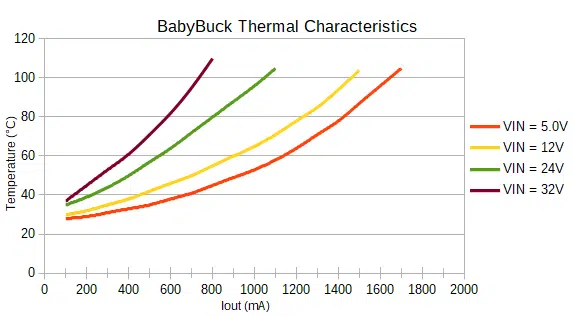 BabyBuck Thermal Characteristics
120
100
80
60
40
20
0
Temperature (°C)
0 200 400 600 800 1000 1200 1400 1600 1800 2000
Iout (mA)
VIN = 5.0V
VIN = 12V
VIN = 24V
VIN = 32V